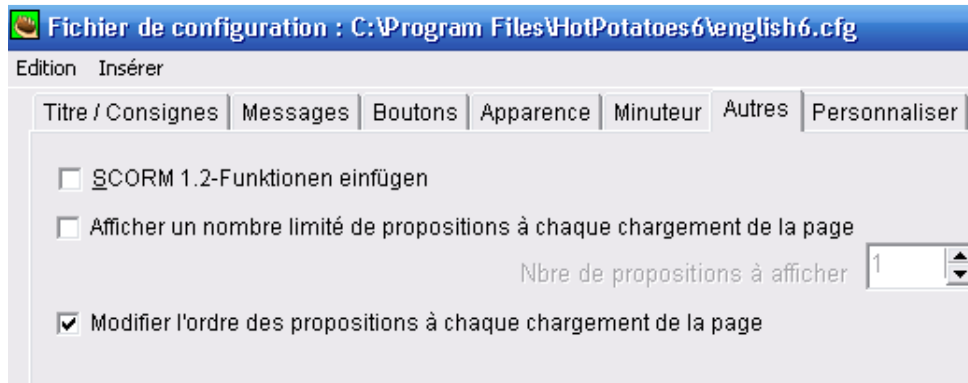 Fichier de configuration : C:\Program Files\HotPotatoes6\english6.cfg
Edition Insérer
Titre / Consignes Messages Boutons Apparence Minuteur Autres Personnaliser
SCORM 1.2-Funktionen einfügen
Afficher un nombre limité de propositions à chaque chargement de la page
Nbre de propositions à afficher 1
Modifier l'ordre des propositions à chaque chargement de la page